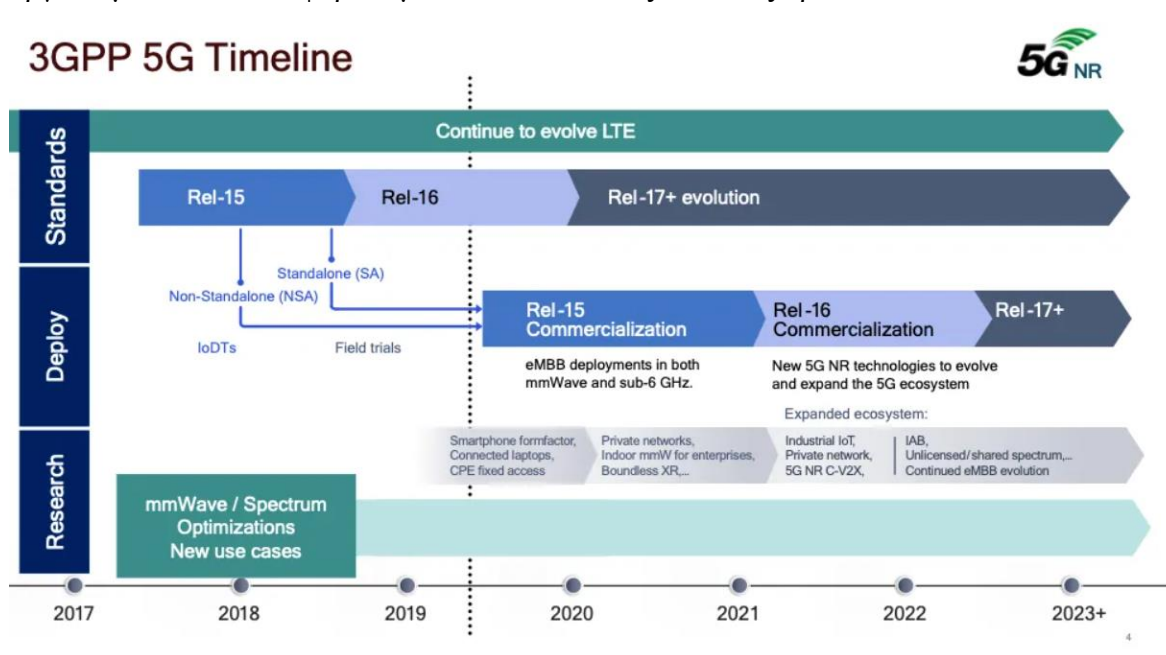 3GPP 5G Timeline
5G NR
Standards
Continue to evolve LTE
Rel-15
Rel-16
Rel-17+ evolution
Standalone (SA)
Non-Standalone (NSA)
IoDTs
Field trials
Deploy
Rel-15
Commercialization
Rel-16
Commercialization
Rel-17+
eMBB deployments in both
mmWave and sub-6 GHz.
New 5G NR technologies to evolve
and expand the 5G ecosystem
Expanded ecosystem:
Smartphone formfactor,
Connected laptops,
CPE fixed access
Private networks,
Indoor mmW for enterprises,
Boundless XR,...
Industrial IoT,
Private network,
5G NR C-V2X,
IAB,
Unlicensed/shared spectrum,...
Continued eMBB evolution
Research
mmWave / Spectrum
Optimizations
New use cases
2017
2018
2019
2020
2021
2022
2023+
4